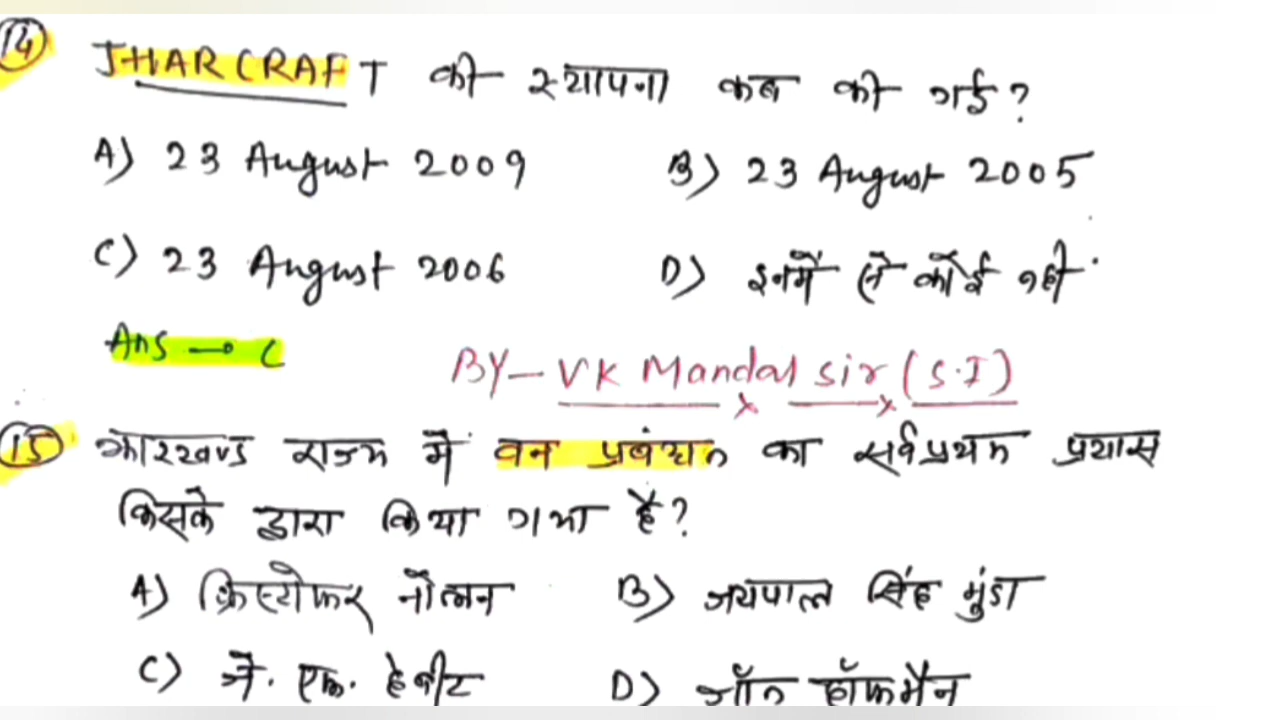 14 JHARCRAFT की स्थापना कब की गई?
A) 23 August 2009 B) 23 August 2005
C) 23 August 2006 D) इनमें से कोई नहीं
Ans → C
BY - VK Mandal sir (S.I)
15 झारखण्ड राज्य में वन प्रबंधन का सर्वप्रथम प्रयास
किसके द्वारा किया गया है?
A) क्रिस्टोफर नोल्मन B) जयपाल सिंह मुंडा
C) जे. एफ. हेवीट D) जॉन हॉफमैन